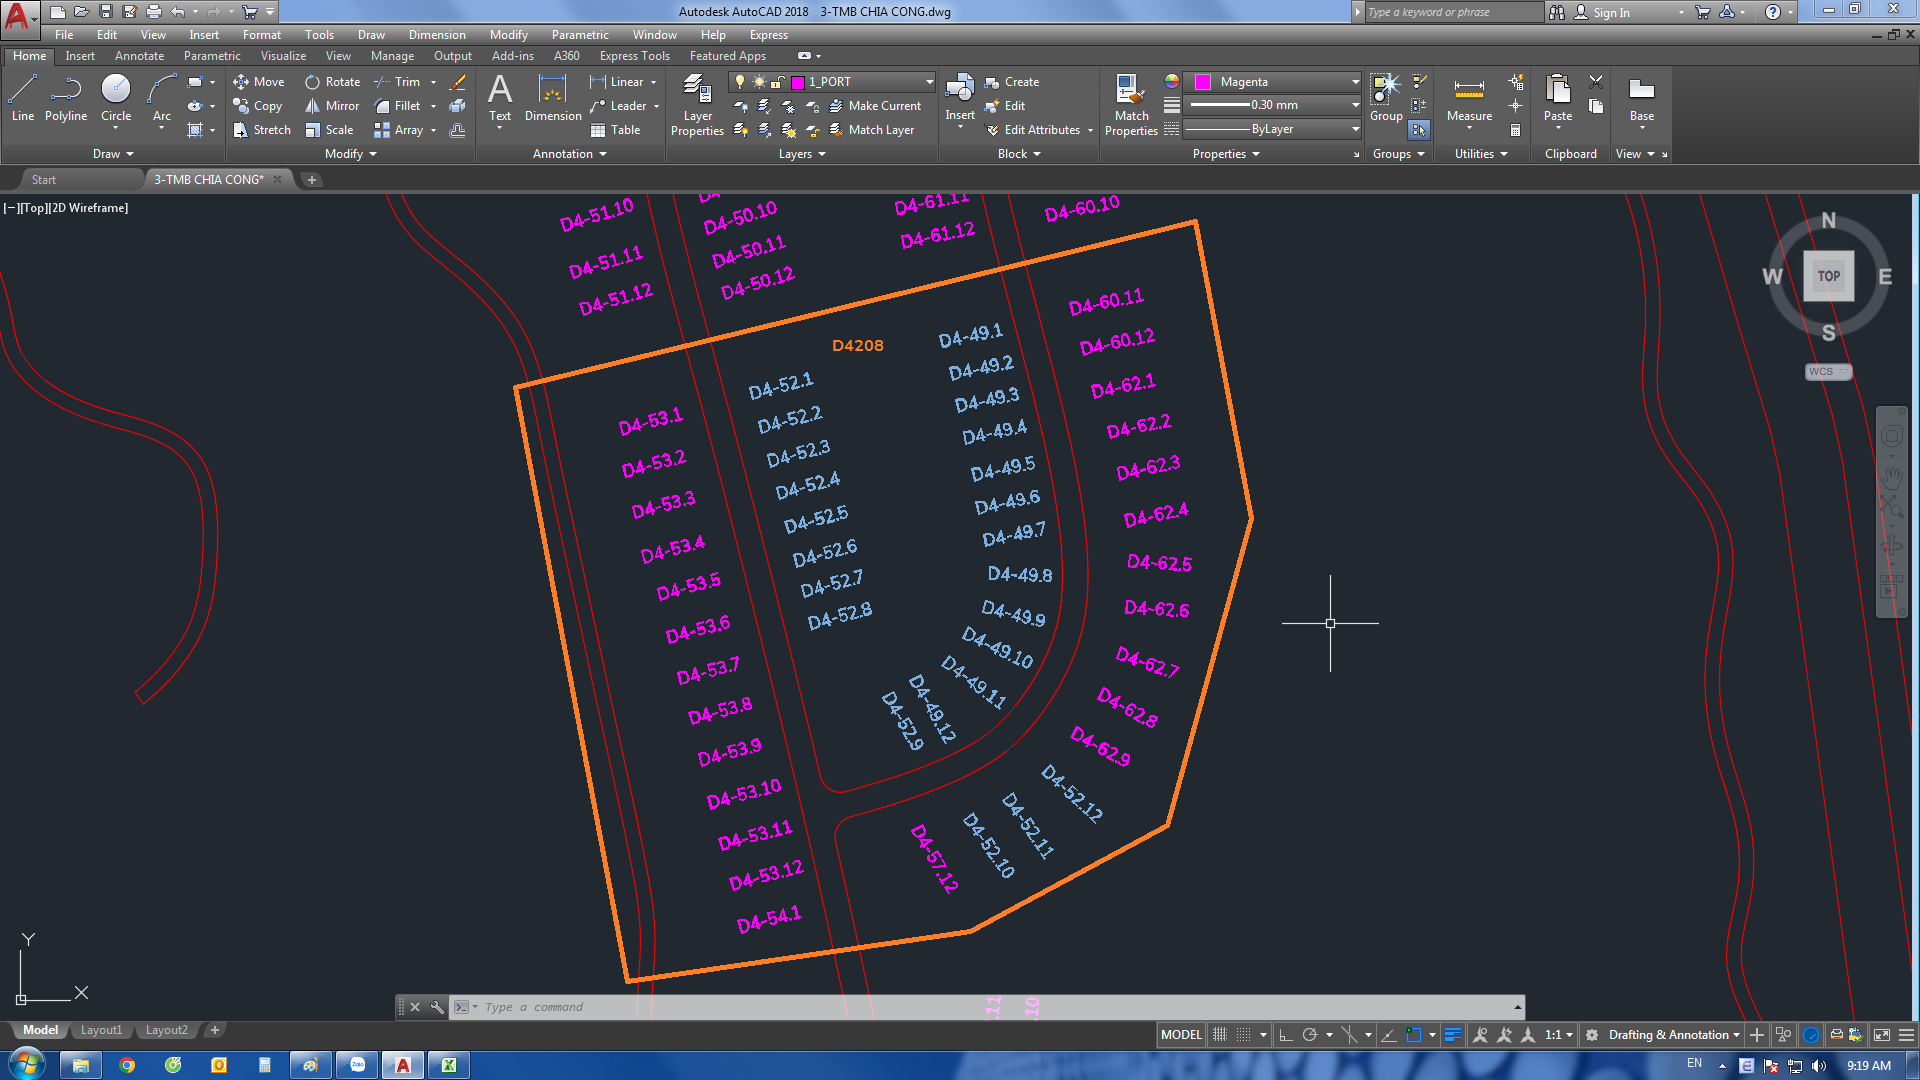 Autodesk AutoCAD 2018 3-TMB CHIA CONG.dwg
Type a keyword or phrase
Sign In
File Edit View Insert Format Tools Draw Dimension Modify Parametric Window Help Express
Home Insert Annotate Parametric Visualize View Manage Output Add-ins A360 Express Tools Featured Apps
Line Polyline Circle Arc
Move Rotate Trim
Copy Mirror Fillet
Stretch Scale Array
Text Dimension
Linear
Leader
Table
Layer Properties
1_PORT
Make Current
Match Layer
Insert
Create
Edit
Edit Attributes
Match Properties
Magenta
0.30 mm
ByLayer
Group
Measure
Paste
Base
Draw Modify Annotation Layers Block Properties Groups Utilities Clipboard View
Start
3-TMB CHIA CONG*
[−][Top][2D Wireframe]
N
W
TOP
E
S
WCS
D4-51.10
D4-51.11
D4-51.12
D4-50.10
D4-50.11
D4-50.12
D4-61.11
D4-61.12
D4-60.10
D4208
D4-53.1
D4-53.2
D4-53.3
D4-53.4
D4-53.5
D4-53.6
D4-53.7
D4-53.8
D4-53.9
D4-53.10
D4-53.11
D4-53.12
D4-54.1
D4-52.1
D4-52.2
D4-52.3
D4-52.4
D4-52.5
D4-52.6
D4-52.7
D4-52.8
D4-52.9
D4-49.1
D4-49.2
D4-49.3
D4-49.4
D4-49.5
D4-49.6
D4-49.7
D4-49.8
D4-49.9
D4-49.10
D4-49.11
D4-49.12
D4-60.11
D4-60.12
D4-62.1
D4-62.2
D4-62.3
D4-62.4
D4-62.5
D4-62.6
D4-62.7
D4-62.8
D4-62.9
D4-52.12
D4-52.11
D4-52.10
D4-57.12
Y
X
Type a command
Model Layout1 Layout2
MODEL
1:1
Drafting & Annotation
Zalo
EN
9:19 AM